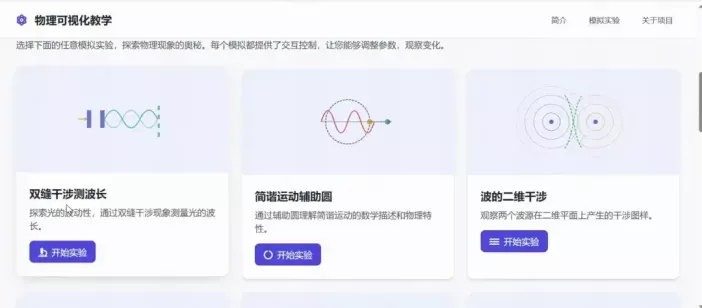 物理可视化教学
简介 模拟实验 关于项目
选择下面的任意模拟实验，探索物理现象的奥秘。每个模拟都提供了交互控制，让您能够调整参数，观察变化。
双缝干涉测波长
探索光的波动性，通过双缝干涉现象测量光的波
长。
开始实验
简谐运动辅助圆
通过辅助圆理解简谐运动的数学描述和物理特
性。
开始实验
波的二维干涉
观察两个波源在二维平面上产生的干涉图样。
开始实验